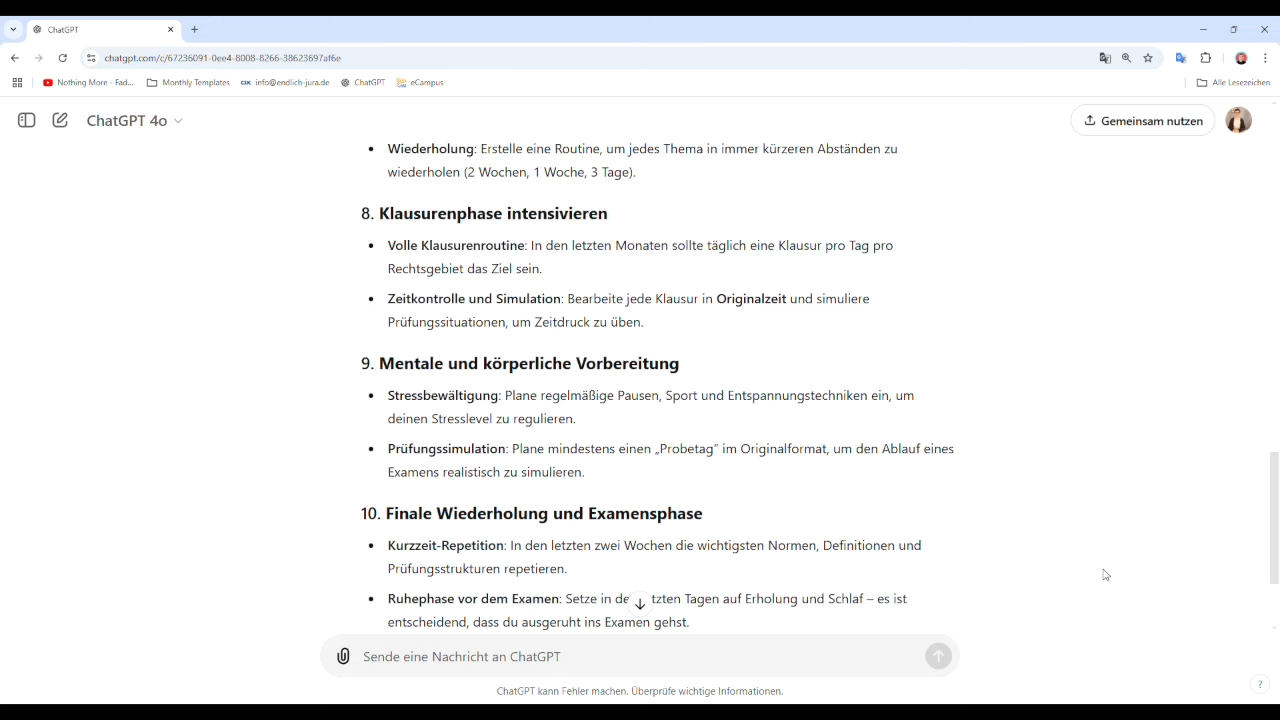 ChatGPT
chatgpt.com/c/67236091-0ee4-8008-8266-38623697af6e
Nothing More - Fad... Monthly Templates info@endlich-jura.de ChatGPT eCampus Alle Lesezeichen
ChatGPT 4o Gemeinsam nutzen
• Wiederholung: Erstelle eine Routine, um jedes Thema in immer kürzeren Abständen zu
wiederholen (2 Wochen, 1 Woche, 3 Tage).
8. Klausurenphase intensivieren
• Volle Klausurenroutine: In den letzten Monaten sollte täglich eine Klausur pro Tag pro
Rechtsgebiet das Ziel sein.
• Zeitkontrolle und Simulation: Bearbeite jede Klausur in Originalzeit und simuliere
Prüfungssituationen, um Zeitdruck zu üben.
9. Mentale und körperliche Vorbereitung
• Stressbewältigung: Plane regelmäßige Pausen, Sport und Entspannungstechniken ein, um
deinen Stresslevel zu regulieren.
• Prüfungssimulation: Plane mindestens einen „Probetag" im Originalformat, um den Ablauf eines
Examens realistisch zu simulieren.
10. Finale Wiederholung und Examensphase
• Kurzzeit-Repetition: In den letzten zwei Wochen die wichtigsten Normen, Definitionen und
Prüfungsstrukturen repetieren.
• Ruhephase vor dem Examen: Setze in de tzten Tagen auf Erholung und Schlaf – es ist
entscheidend, dass du ausgeruht ins Examen gehst.
Sende eine Nachricht an ChatGPT
ChatGPT kann Fehler machen. Überprüfe wichtige Informationen.
?